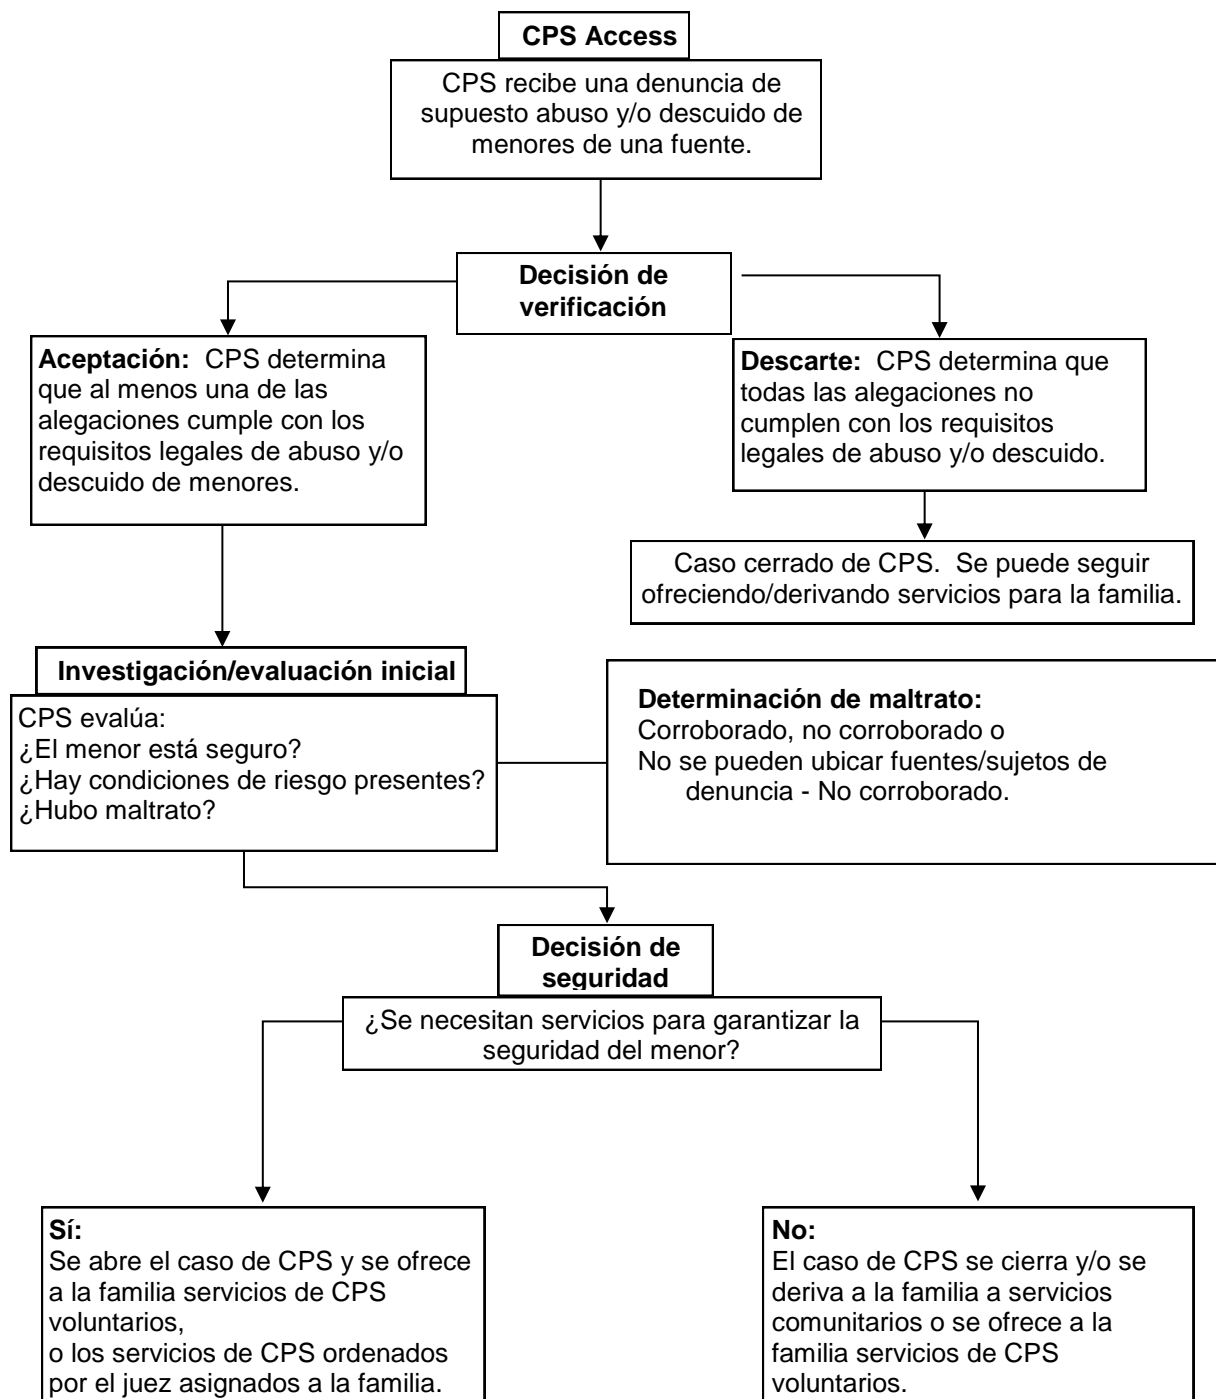 CPS Access
CPS recibe una denuncia de
supuesto abuso y/o descuido de
menores de una fuente.
Decisión de
verificación
Aceptación: CPS determina
que al menos una de las
alegaciones cumple con los
requisitos legales de abuso y/o
descuido de menores.
Descarte: CPS determina que
todas las alegaciones no
cumplen con los requisitos
legales de abuso y/o descuido.
Caso cerrado de CPS. Se puede seguir
ofreciendo/derivando servicios para la familia.
Investigación/evaluación inicial
CPS evalúa:
¿El menor está seguro?
¿Hay condiciones de riesgo presentes?
¿Hubo maltrato?
Determinación de maltrato:
Corroborado, no corroborado o
No se pueden ubicar fuentes/sujetos de
denuncia - No corroborado.
Decisión de
seguridad
¿Se necesitan servicios para garantizar la
seguridad del menor?
Sí:
Se abre el caso de CPS y se ofrece
a la familia servicios de CPS
voluntarios,
o los servicios de CPS ordenados
por el juez asignados a la familia.
No:
El caso de CPS se cierra y/o se
deriva a la familia a servicios
comunitarios o se ofrece a la
familia servicios de CPS
voluntarios.